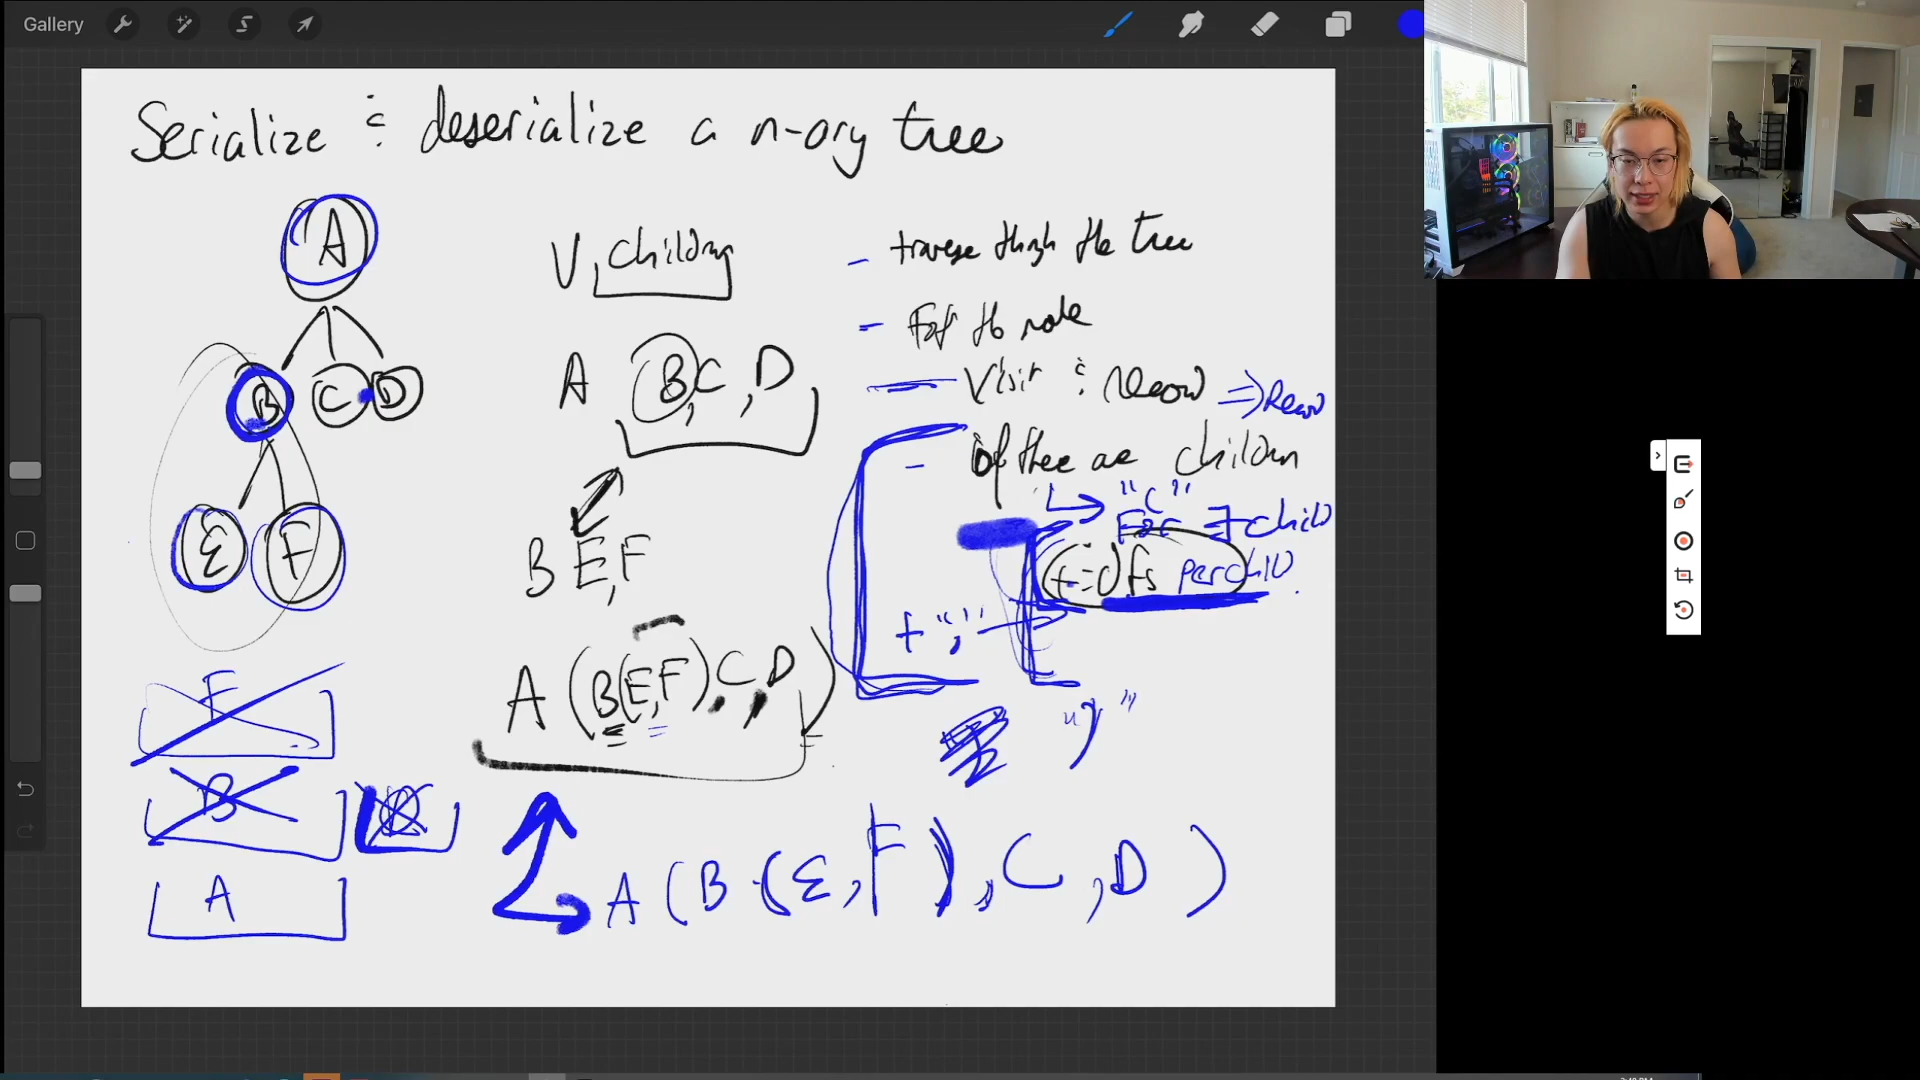 Gallery
Serialize & deserialize a n-ary tree
A
B C D
E F
V, Children
A B, C, D
B E, F
A (B(E, F), C, D)
- traverse through the tree
- For the node
- Visit & Record => Record
- If there are children
"("
For each child
+= dfs per child
+ ","
")"
F
B
D
A
A (B (E, F), C, D)